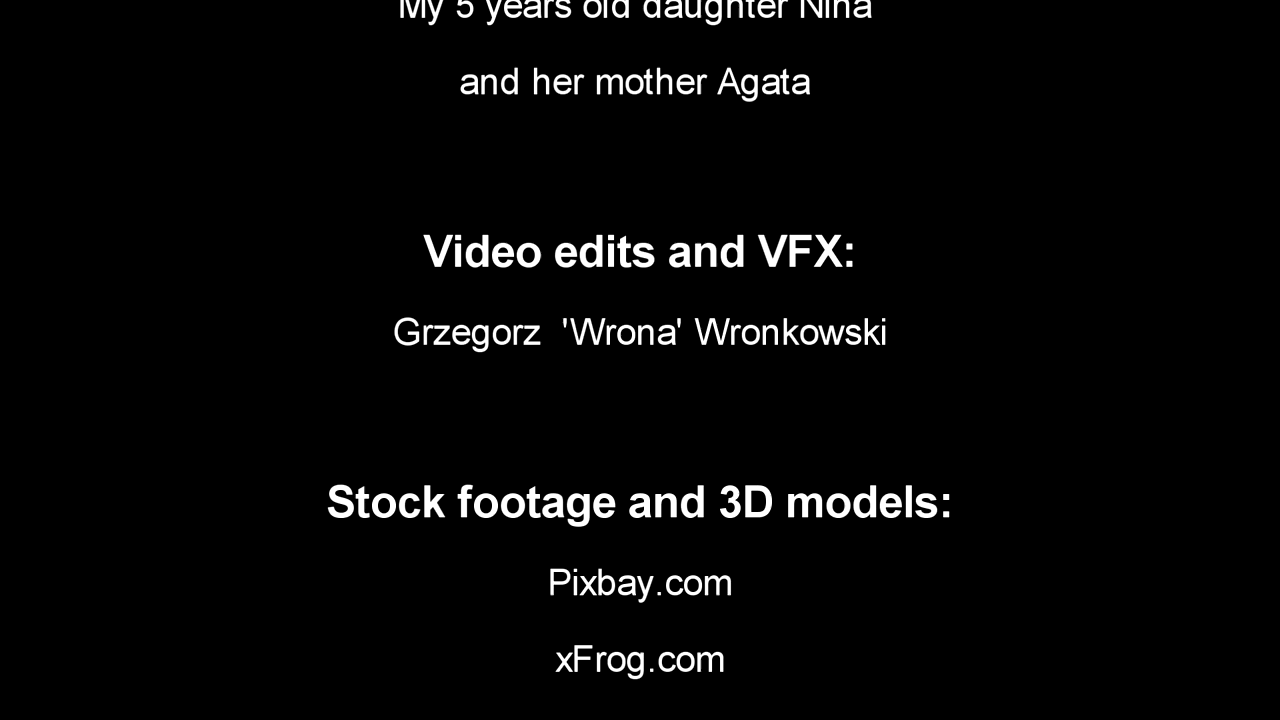 My 5 years old daughter Nina
and her mother Agata
Video edits and VFX:
Grzegorz  'Wrona' Wronkowski
Stock footage and 3D models:
Pixbay.com
xFrog.com